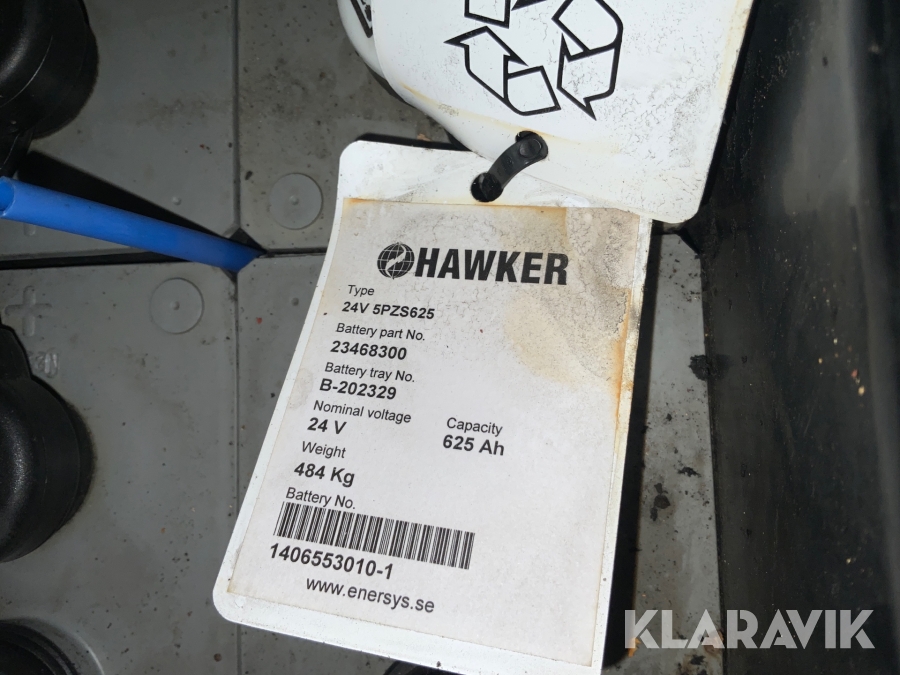 HAWKER
Type
24V 5PZS625
Battery part No.
23468300
Battery tray No.
B-202329
Nominal voltage
24 V
Capacity
625 Ah
Weight
484 Kg
Battery No.
1406553010-1
www.enersys.se
KLARAVIK